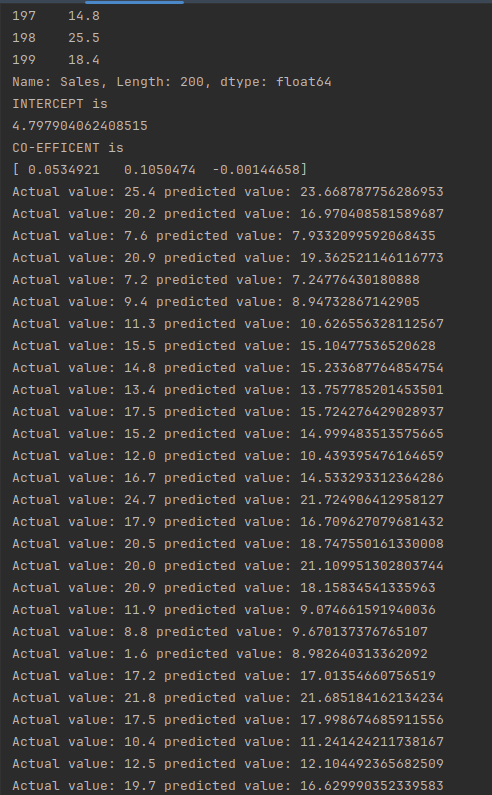 197    14.8
198    25.5
199    18.4
Name: Sales, Length: 200, dtype: float64
INTERCEPT is
4.797904062408515
CO-EFFICENT is
[ 0.0534921   0.1050474  -0.00144658]
Actual value: 25.4 predicted value: 23.668787756286953
Actual value: 20.2 predicted value: 16.970408581589687
Actual value: 7.6 predicted value: 7.9332099592068435
Actual value: 20.9 predicted value: 19.362521146116773
Actual value: 7.2 predicted value: 7.24776430180888
Actual value: 9.4 predicted value: 8.94732867142905
Actual value: 11.3 predicted value: 10.626556328112567
Actual value: 15.5 predicted value: 15.10477536520628
Actual value: 14.8 predicted value: 15.233687764854754
Actual value: 13.4 predicted value: 13.757785201453501
Actual value: 17.5 predicted value: 15.724276429028937
Actual value: 15.2 predicted value: 14.999483513575665
Actual value: 12.0 predicted value: 10.439395476164659
Actual value: 16.7 predicted value: 14.533293312364286
Actual value: 24.7 predicted value: 21.724906412958127
Actual value: 17.9 predicted value: 16.709627079681432
Actual value: 20.5 predicted value: 18.747550161330008
Actual value: 20.0 predicted value: 21.109951302803744
Actual value: 20.9 predicted value: 18.15834541335963
Actual value: 11.9 predicted value: 9.074661591940036
Actual value: 8.8 predicted value: 9.670137376765107
Actual value: 1.6 predicted value: 8.982640313362092
Actual value: 17.2 predicted value: 17.01354660756519
Actual value: 21.8 predicted value: 21.685184162134234
Actual value: 17.5 predicted value: 17.998674685911556
Actual value: 10.4 predicted value: 11.241424211738167
Actual value: 12.5 predicted value: 12.104492365682509
Actual value: 19.7 predicted value: 16.629990352339583